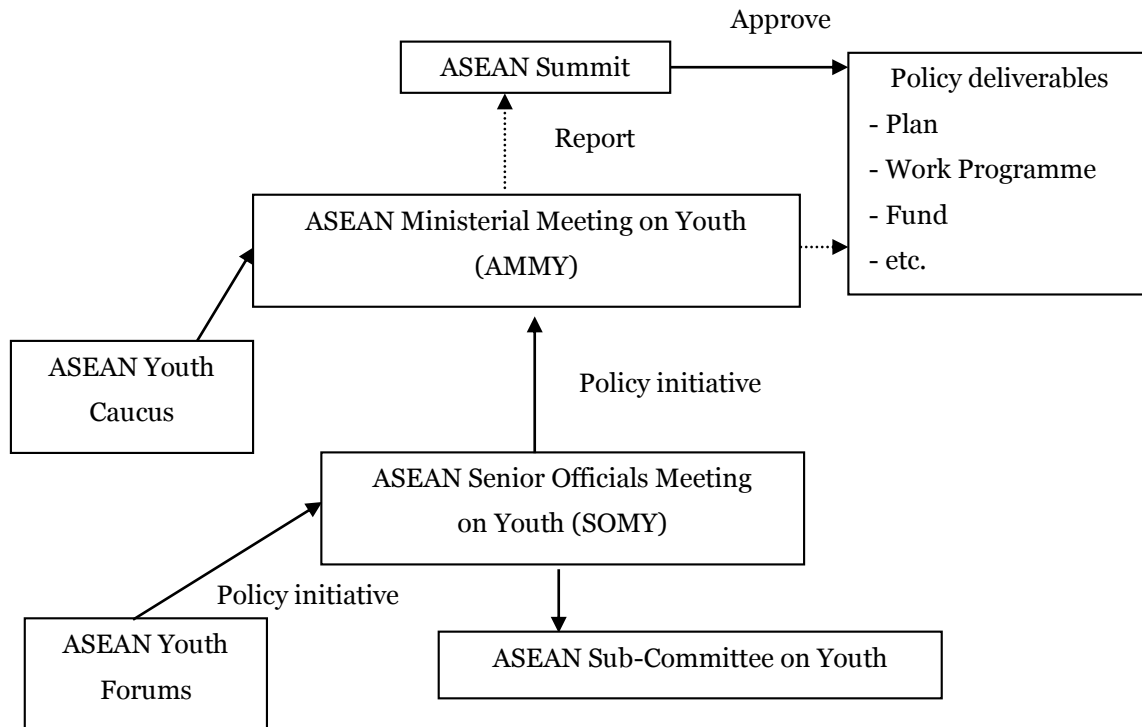 Approve
ASEAN Summit
Policy deliverables
- Plan
- Work Programme
- Fund
- etc.
Report
ASEAN Ministerial Meeting on Youth
(AMMY)
ASEAN Youth
Caucus
Policy initiative
ASEAN Senior Officials Meeting
on Youth (SOMY)
Policy initiative
ASEAN Youth
Forums
ASEAN Sub-Committee on Youth